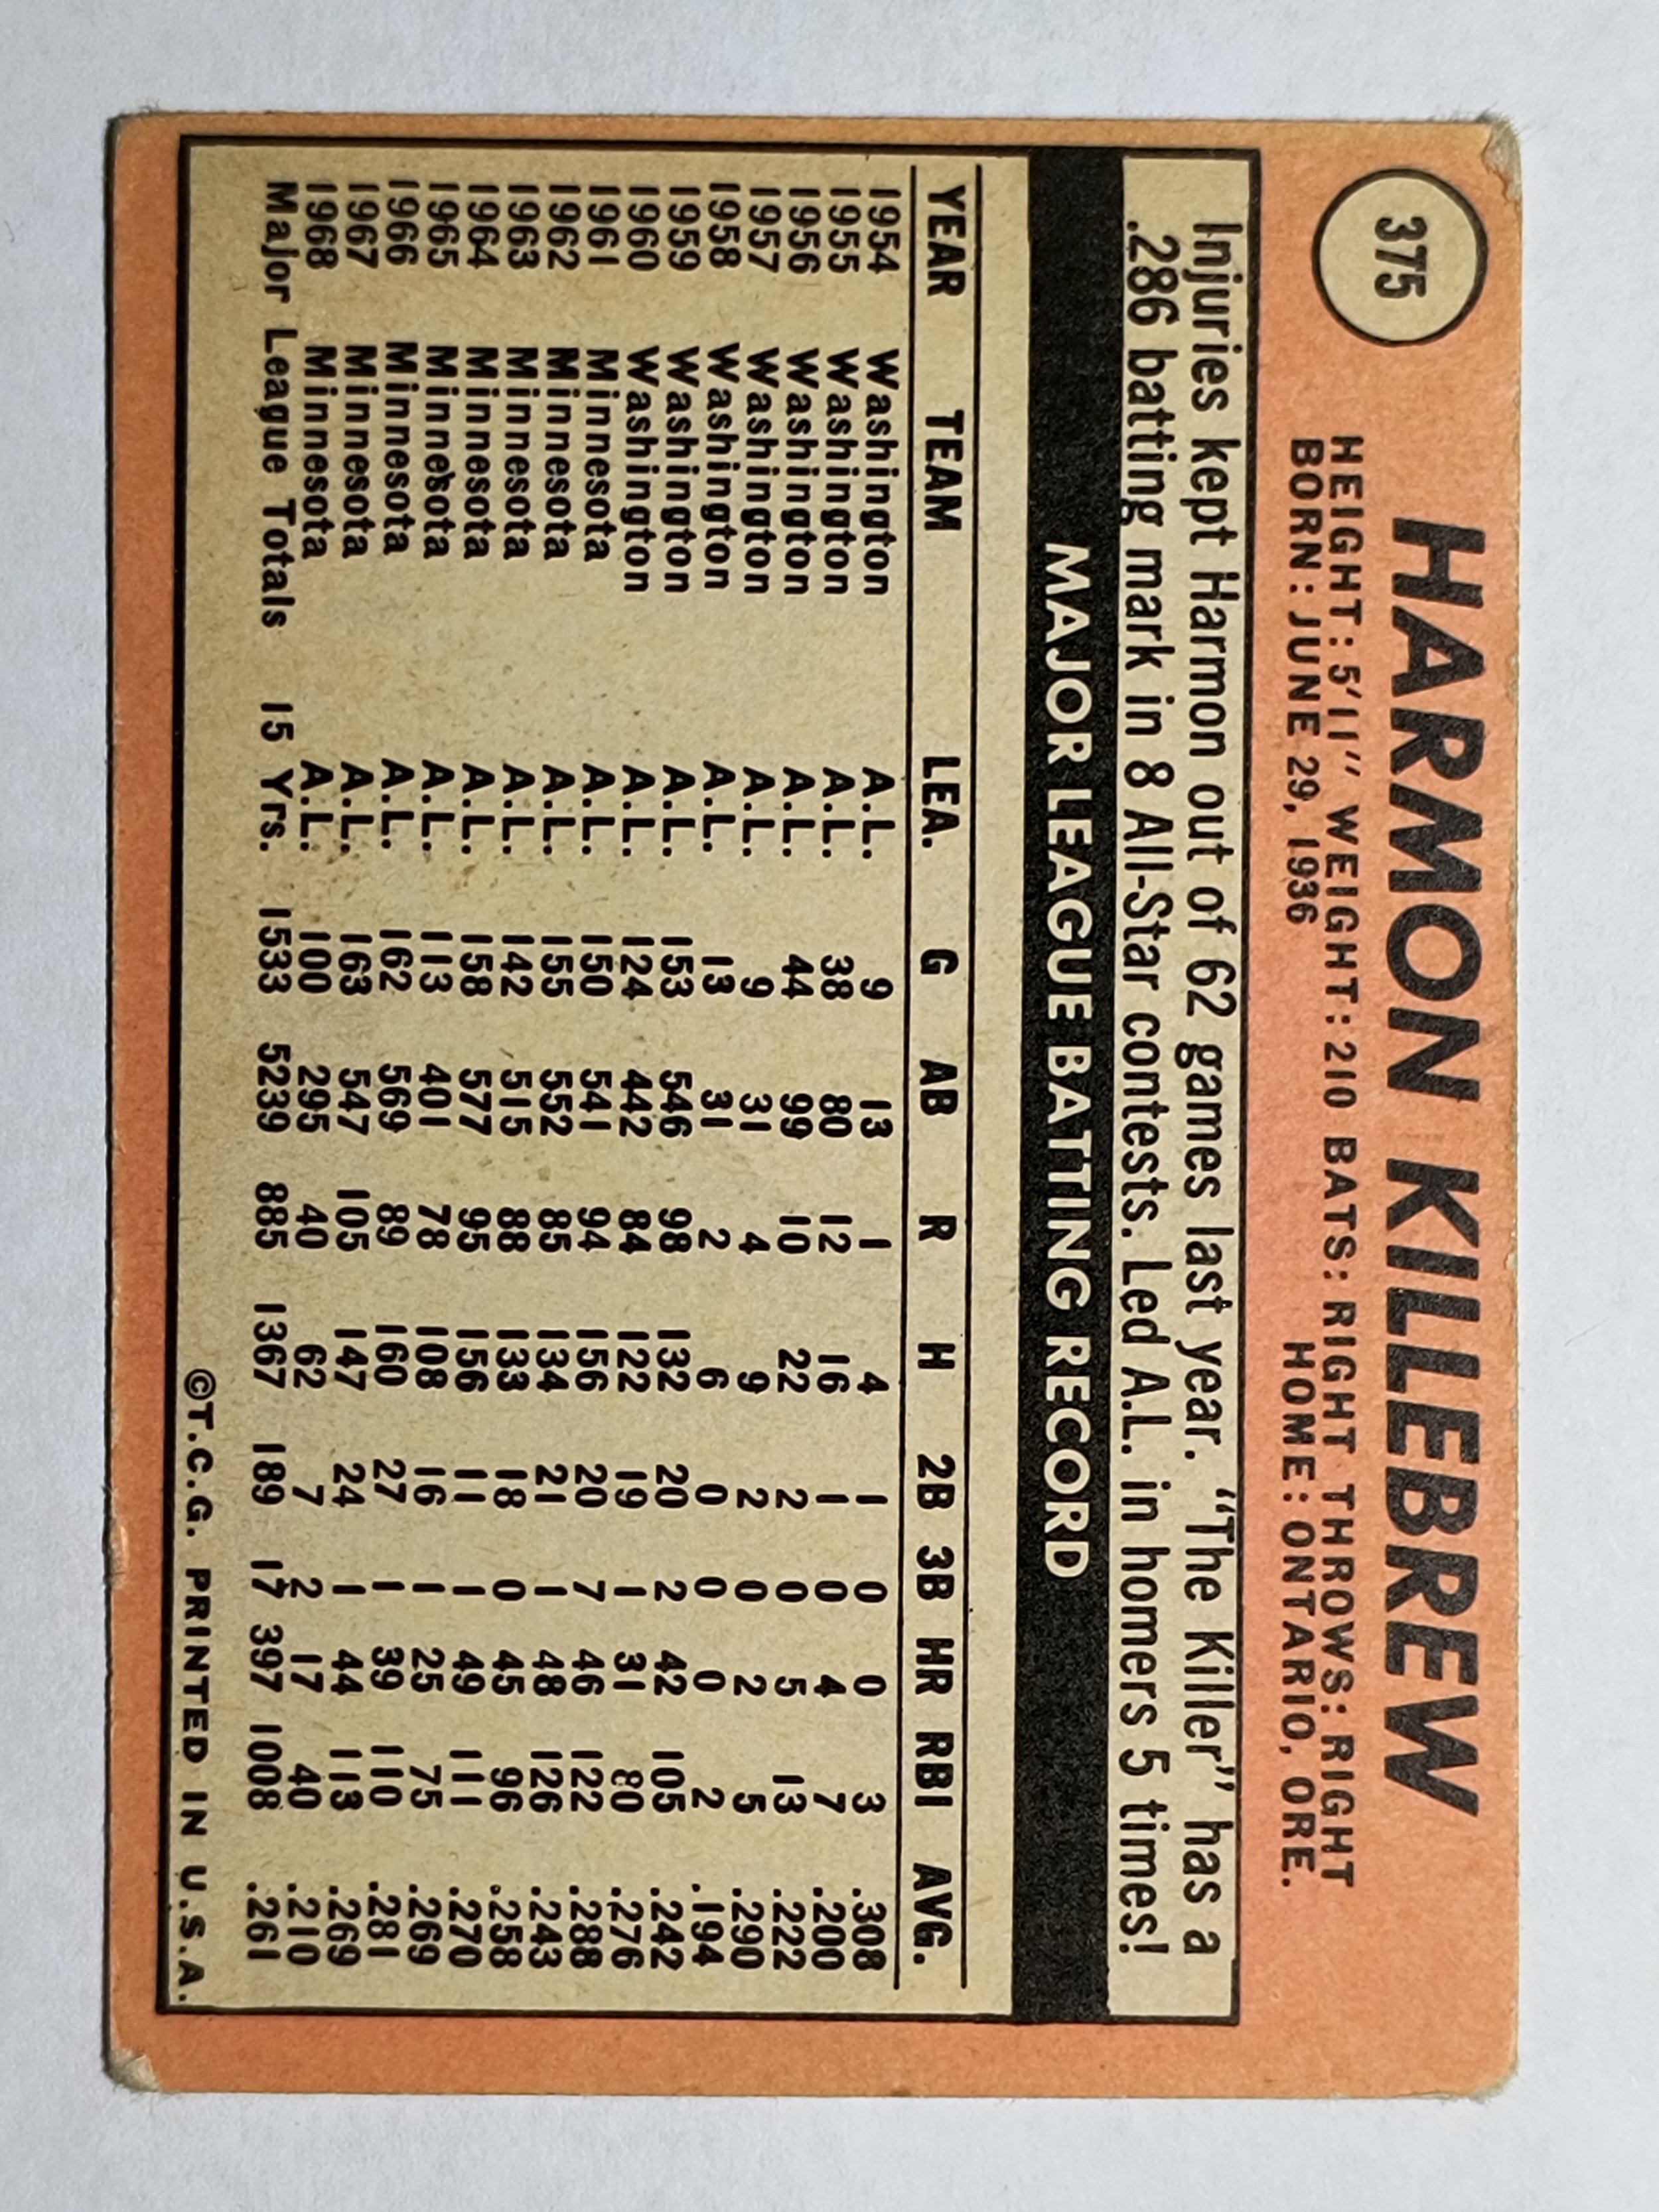 375
HARMON KILLEBREW
HEIGHT: 5'11" WEIGHT: 210 BATS: RIGHT THROWS: RIGHT
BORN: JUNE 29, 1936 HOME: ONTARIO, ORE.
Injuries kept Harmon out of 62 games last year. "The Killer" has a
.286 batting mark in 8 All-Star contests. Led A.L. in homers 5 times!
MAJOR LEAGUE BATTING RECORD
YEAR TEAM LEA. G AB R H 2B 3B HR RBI AVG.
1954 Washington A.L. 9 13 1 4 1 0 0 3 .308
1955 Washington A.L. 38 80 12 16 1 0 4 7 .200
1956 Washington A.L. 44 99 10 22 2 0 5 13 .222
1957 Washington A.L. 9 31 4 9 2 0 2 5 .290
1958 Washington A.L. 13 31 2 6 0 0 0 2 .194
1959 Washington A.L. 153 546 98 132 20 2 42 105 .242
1960 Washington A.L. 124 442 84 122 19 1 31 80 .276
1961 Minnesota A.L. 150 541 94 156 20 7 46 122 .288
1962 Minnesota A.L. 155 552 85 134 21 1 48 126 .243
1963 Minnesota A.L. 142 515 88 133 18 0 45 96 .258
1964 Minnesota A.L. 158 577 95 156 11 1 49 111 .270
1965 Minnesota A.L. 113 401 78 108 16 1 25 75 .269
1966 Minnesota A.L. 162 569 89 160 27 1 39 110 .281
1967 Minnesota A.L. 163 547 105 147 24 1 44 113 .269
1968 Minnesota A.L. 100 295 40 62 7 2 17 40 .210
Major League Totals 15 Yrs. 1533 5239 885 1367 189 17 397 1008 .261
©T.C.G. PRINTED IN U.S.A.